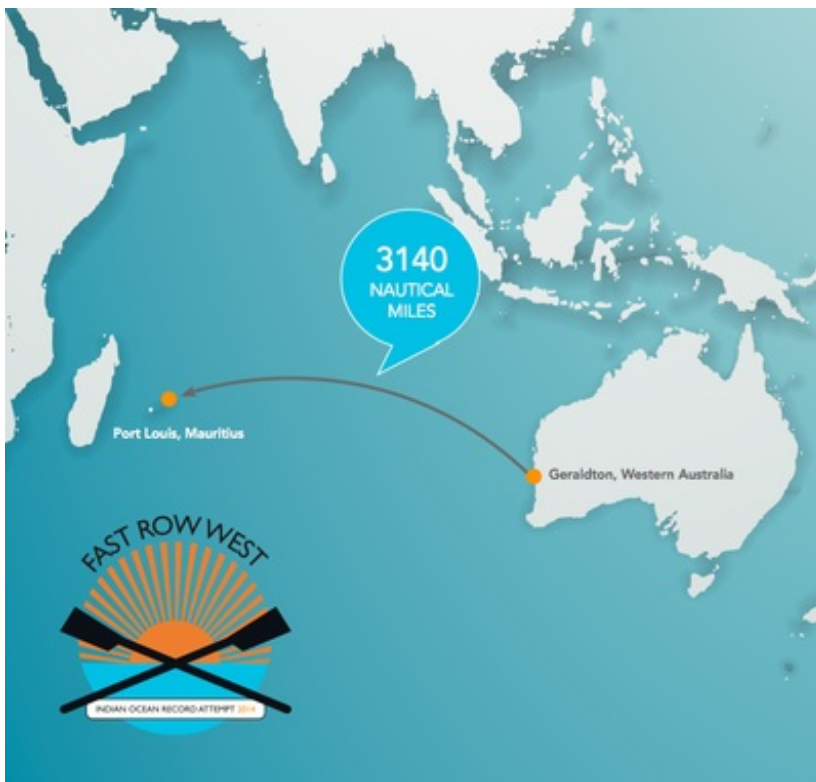 3140
NAUTICAL
MILES
Port Louis, Mauritius
Geraldton, Western Australia
FAST ROW WEST
INDIAN OCEAN RECORD ATTEMPT 2014